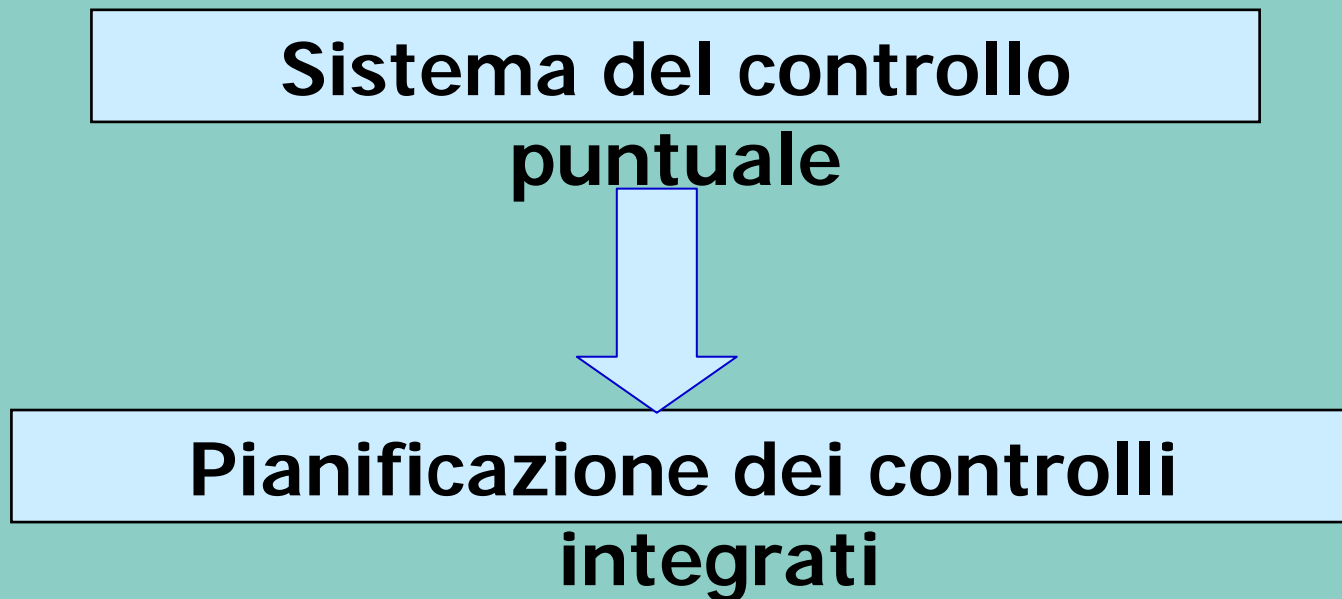 Sistema del controllo
puntuale
Pianificazione dei controlli
integrati